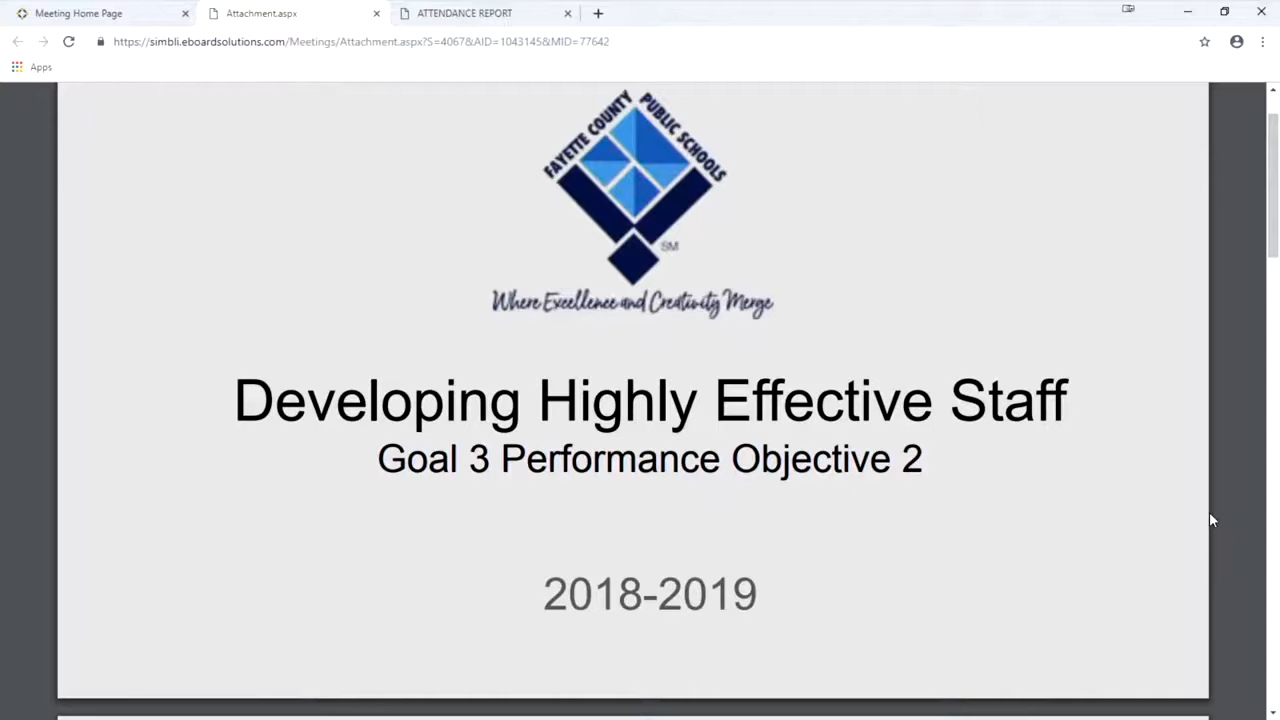 Meeting Home Page
Attachment.aspx
ATTENDANCE REPORT
https://simbli.eboardsolutions.com/Meetings/Attachment.aspx?S=4067&AID=1043145&MID=77642
Apps
FAYETTE COUNTY PUBLIC SCHOOLS
SM
Where Excellence and Creativity Merge
Developing Highly Effective Staff
Goal 3 Performance Objective 2
2018-2019